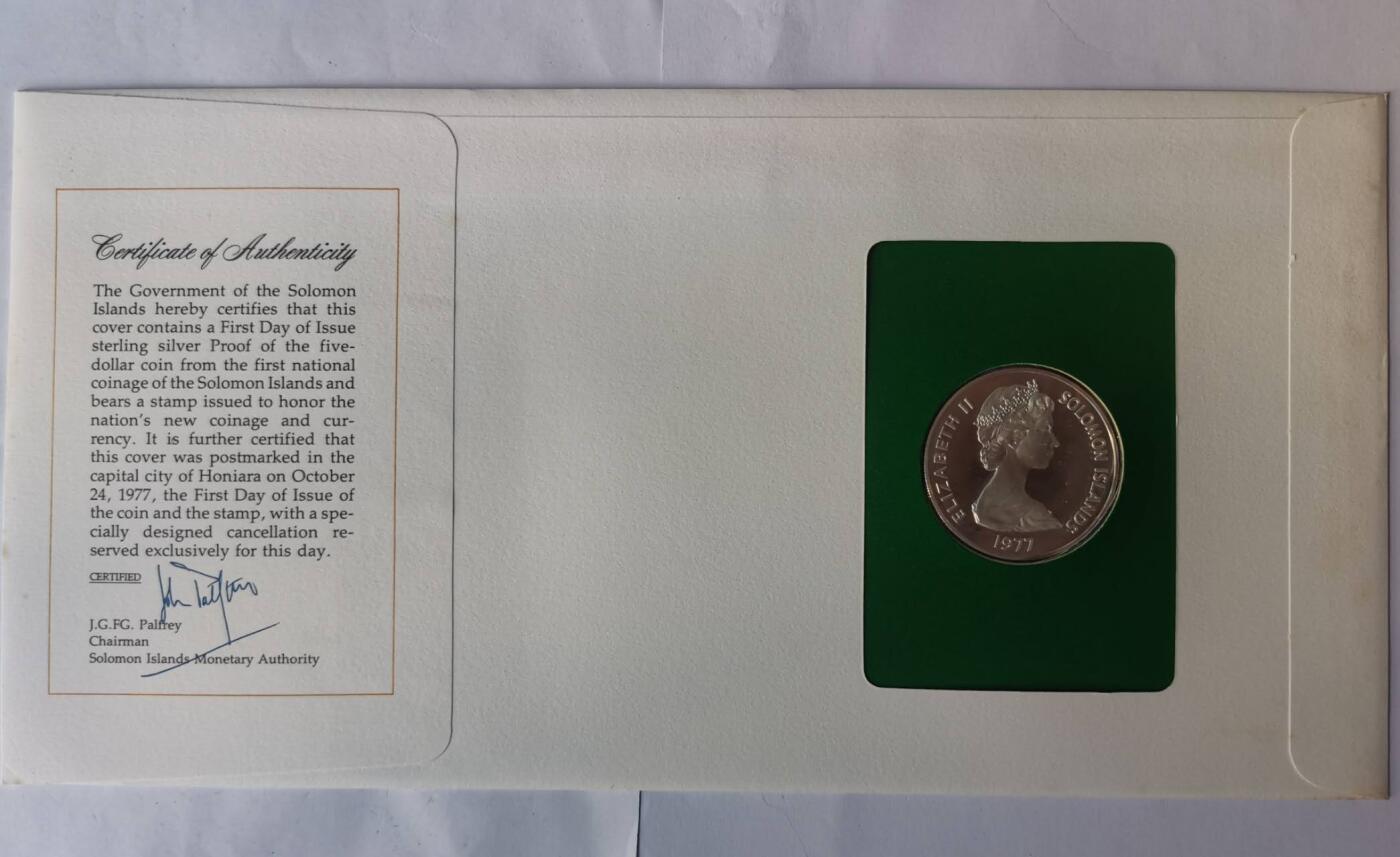 Certificate of Authenticity
The Government of the Solomon
Islands hereby certifies that this
cover contains a First Day of Issue
sterling silver Proof of the five-
dollar coin from the first national
coinage of the Solomon Islands and
bears a stamp issued to honor the
nation's new coinage and cur-
rency. It is further certified that
this cover was postmarked in the
capital city of Honiara on October
24, 1977, the First Day of Issue of
the coin and the stamp, with a spe-
cially designed cancellation re-
served exclusively for this day.
CERTIFIED
John Palfrey
J.G.FG. Palfrey
Chairman
Solomon Islands Monetary Authority
ELIZABETH II
SOLOMON ISLANDS
1977